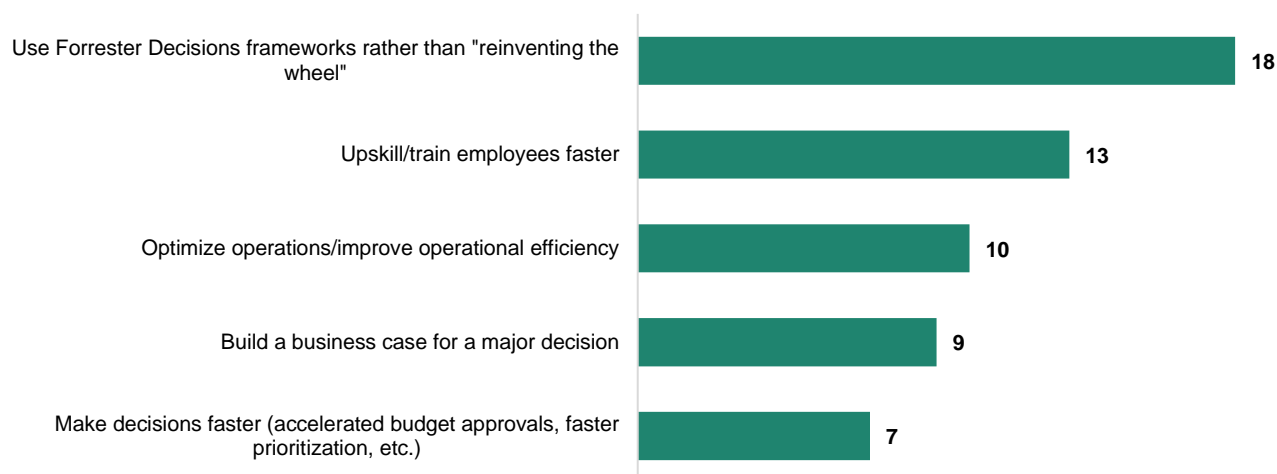 Use Forrester Decisions frameworks rather than "reinventing the
wheel"
18
Upskill/train employees faster
13
Optimize operations/improve operational efficiency
10
Build a business case for a major decision
9
Make decisions faster (accelerated budget approvals, faster
prioritization, etc.)
7